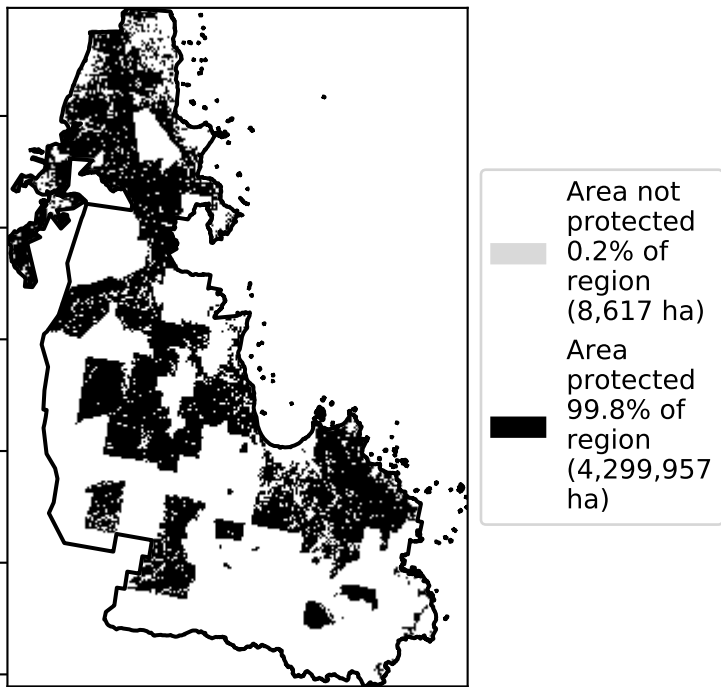 Area not
protected
0.2% of
region
(8,617 ha)
Area
protected
99.8% of
region
(4,299,957
ha)